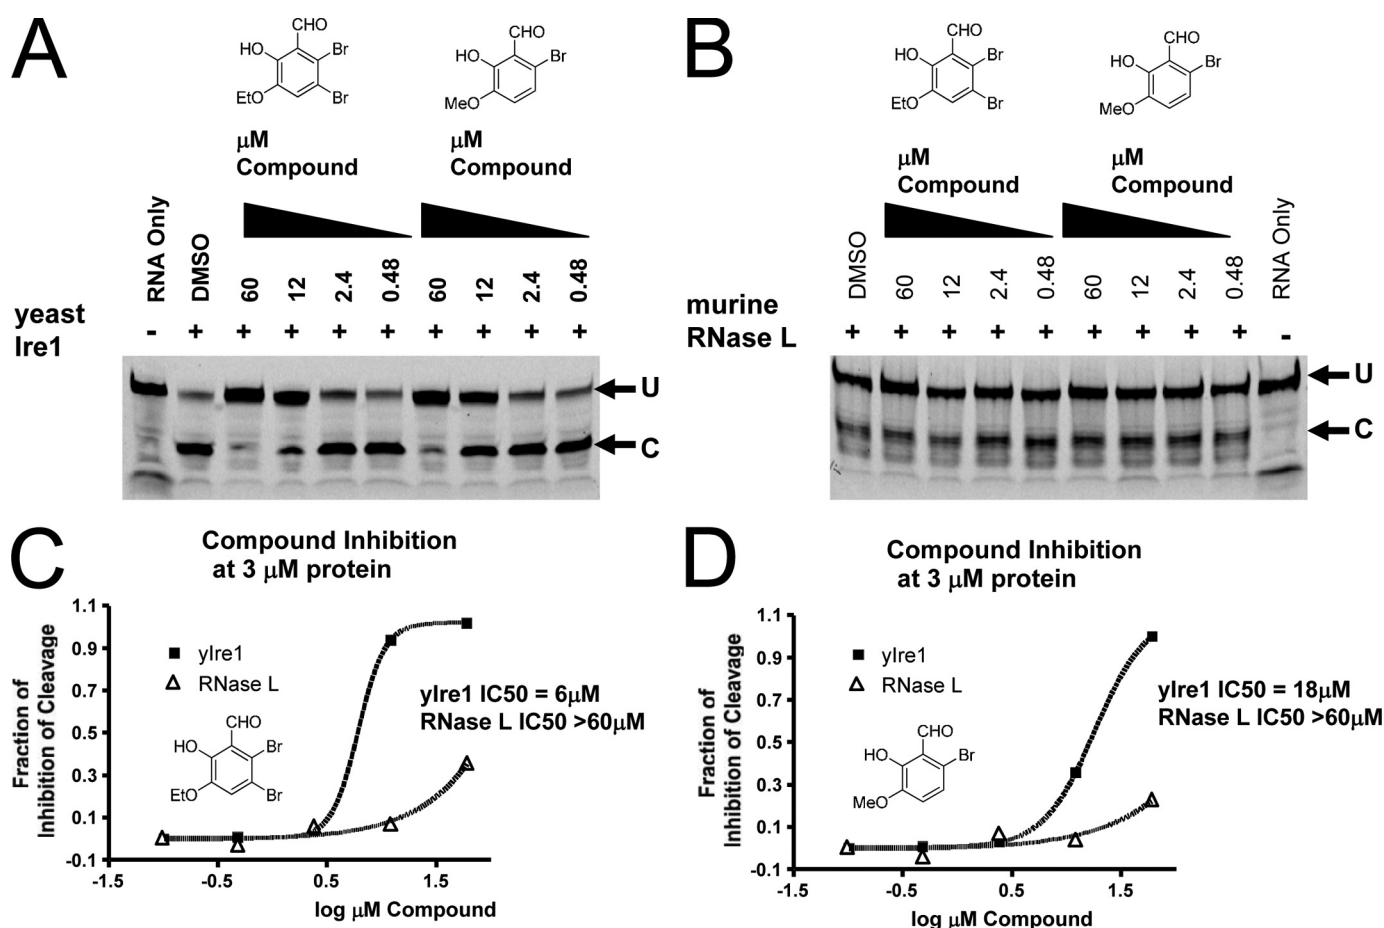 A
CHO
HO
Br
EtO
Br
CHO
HO
Br
MeO
μM
Compound
μM
Compound
RNA Only
DMSO
60
12
2.4
0.48
60
12
2.4
0.48
yeast
Ire1
- + + + + + + + + +
U
C
B
CHO
HO
Br
EtO
Br
CHO
HO
Br
MeO
μM
Compound
μM
Compound
DMSO
60
12
2.4
0.48
60
12
2.4
0.48
RNA Only
murine
RNase L
+ + + + + + + + + -
U
C
C
Compound Inhibition
at 3 μM protein
Fraction of
Inhibition of Cleavage
1.1
0.9
0.7
0.5
0.3
0.1
-0.1
-1.5 -0.5 0.5 1.5
log μM Compound
yIre1
RNase L
CHO
HO
Br
EtO
Br
yIre1 IC50 = 6μM
RNase L IC50 >60μM
D
Compound Inhibition
at 3 μM protein
Fraction of
Inhibition of Cleavage
1.1
0.9
0.7
0.5
0.3
0.1
-0.1
-1.5 -0.5 0.5 1.5
log μM Compound
yIre1
RNase L
CHO
HO
Br
MeO
yIre1 IC50 = 18μM
RNase L IC50 >60μM